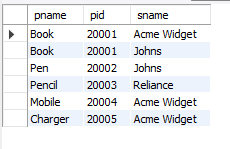 pname pid sname
Book 20001 Acme Widget
Book 20001 Johns
Pen 20002 Johns
Pencil 20003 Reliance
Mobile 20004 Acme Widget
Charger 20005 Acme Widget